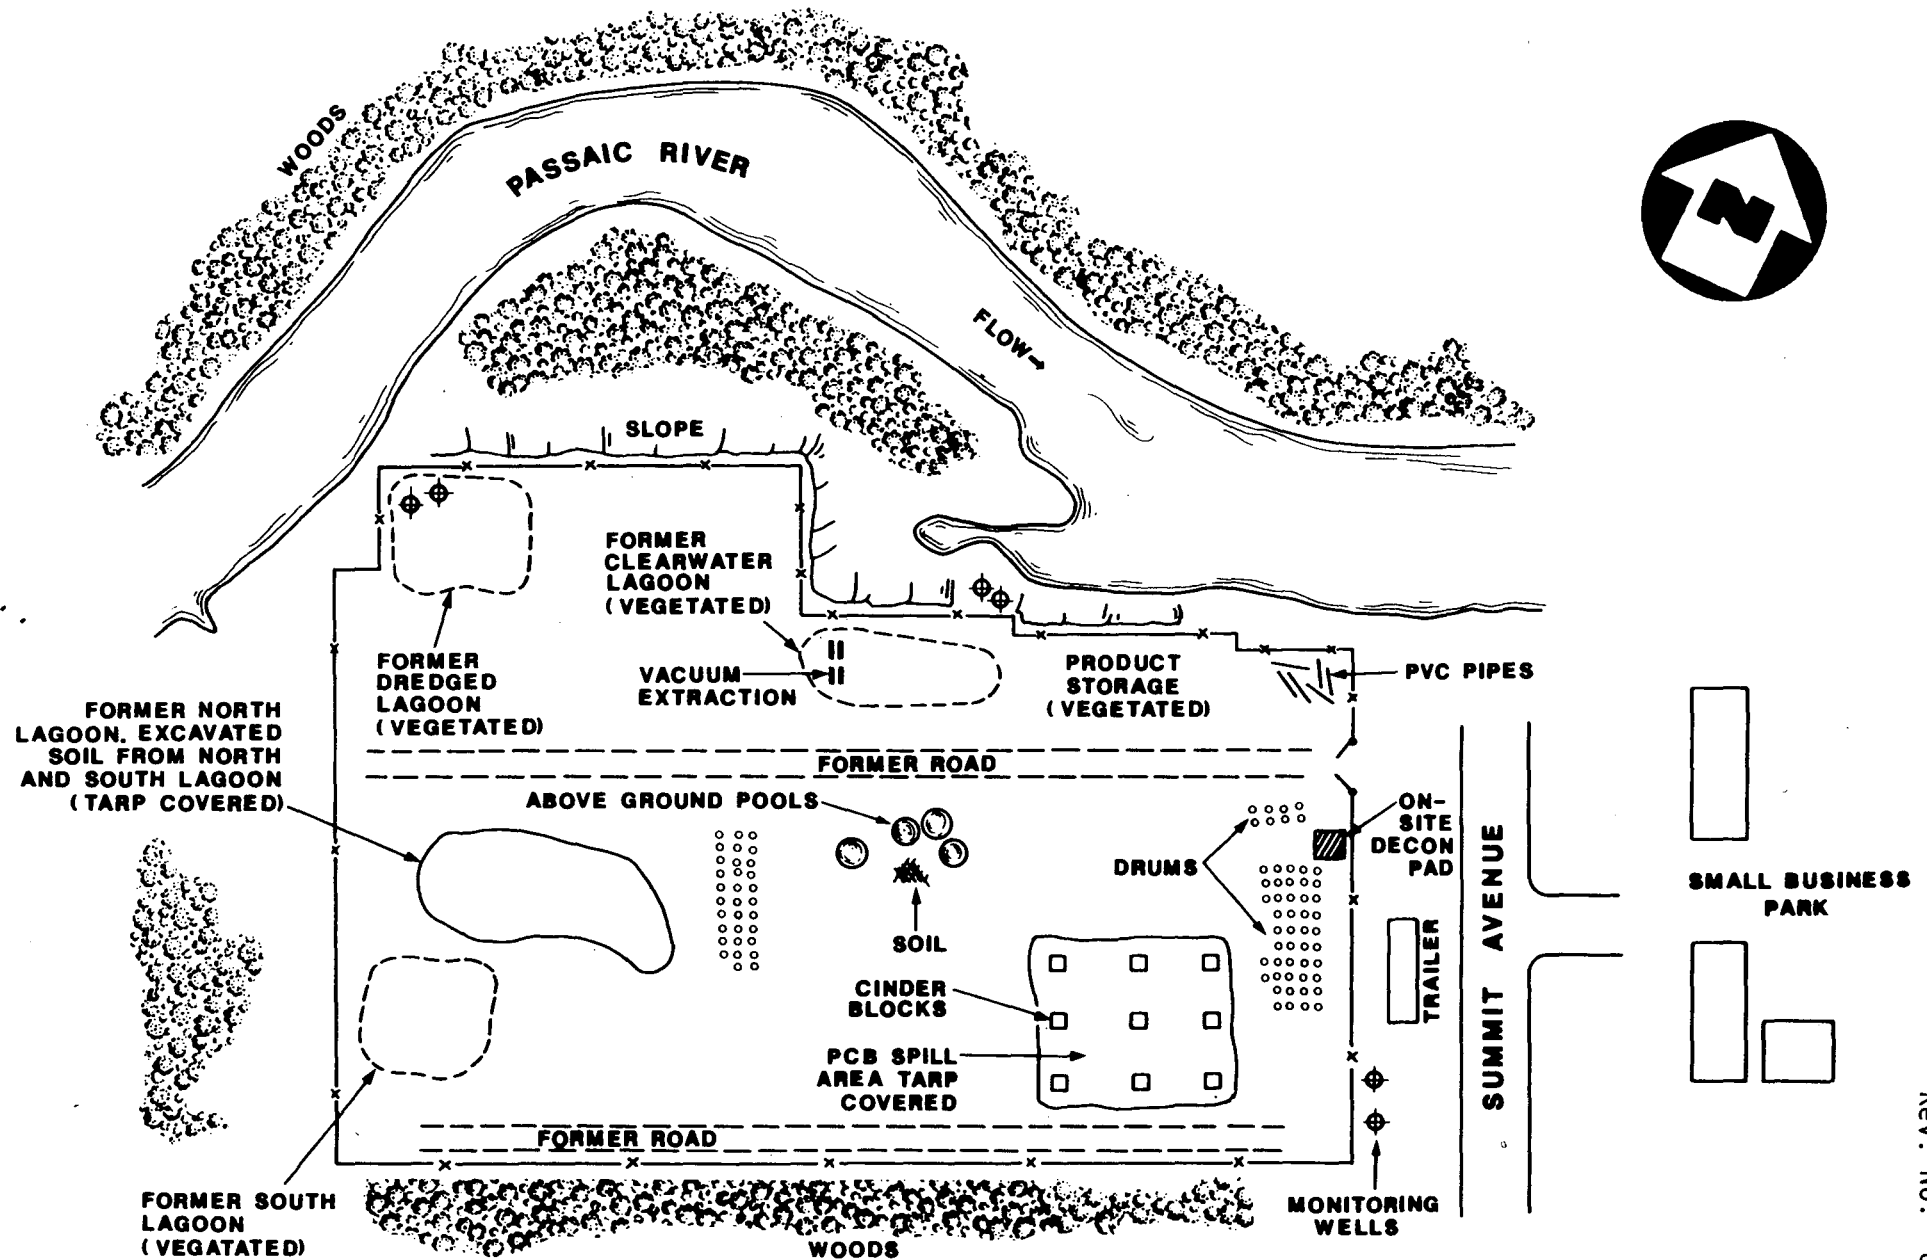 WOODS
PASSAIC RIVER
N
FLOW→
SLOPE
FORMER
CLEARWATER
LAGOON
(VEGETATED)
FORMER
DREDGED
LAGOON
(VEGETATED)
VACUUM
EXTRACTION
PRODUCT
STORAGE
(VEGETATED)
PVC PIPES
FORMER NORTH
LAGOON. EXCAVATED
SOIL FROM NORTH
AND SOUTH LAGOON
(TARP COVERED)
FORMER ROAD
ABOVE GROUND POOLS
ON-
SITE
DECON
PAD
DRUMS
SMALL BUSINESS
PARK
SOIL
CINDER
BLOCKS
TRAILER
SUMMIT AVENUE
PCB SPILL
AREA TARP
COVERED
FORMER ROAD
FORMER SOUTH
LAGOON
(VEGATATED)
MONITORING
WELLS
WOODS